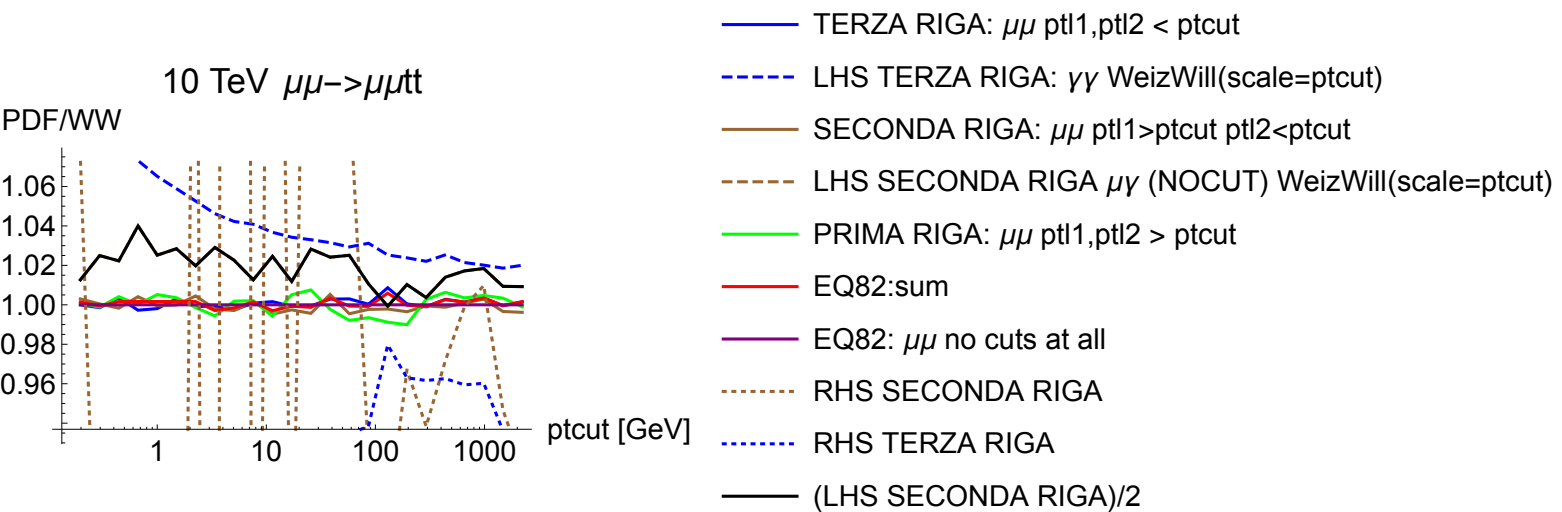 10 TeV μμ−>μμtt
PDF/WW
1.06
1.04
1.02
1.00
0.98
0.96
1
10
100
1000
ptcut [GeV]
TERZA RIGA: μμ ptl1,ptl2 < ptcut
LHS TERZA RIGA: γγ WeizWill(scale=ptcut)
SECONDA RIGA: μμ ptl1>ptcut ptl2<ptcut
LHS SECONDA RIGA μγ (NOCUT) WeizWill(scale=ptcut)
PRIMA RIGA: μμ ptl1,ptl2 > ptcut
EQ82:sum
EQ82: μμ no cuts at all
RHS SECONDA RIGA
RHS TERZA RIGA
(LHS SECONDA RIGA)/2